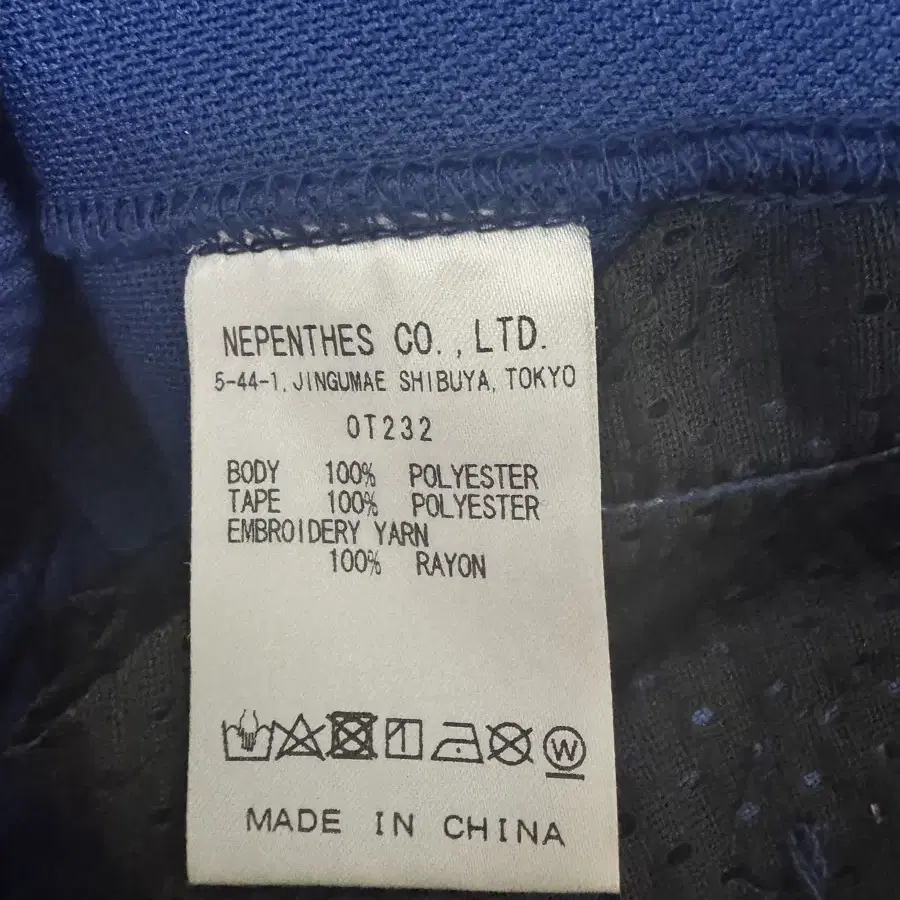 NEPENTHES CO.,LTD.
5-44-1,JINGUMAE SHIBUYA, TOKYO
OT232
BODY 100% POLYESTER
TAPE 100% POLYESTER
EMBROIDERY YARN
100% RAYON
W
MADE IN CHINA